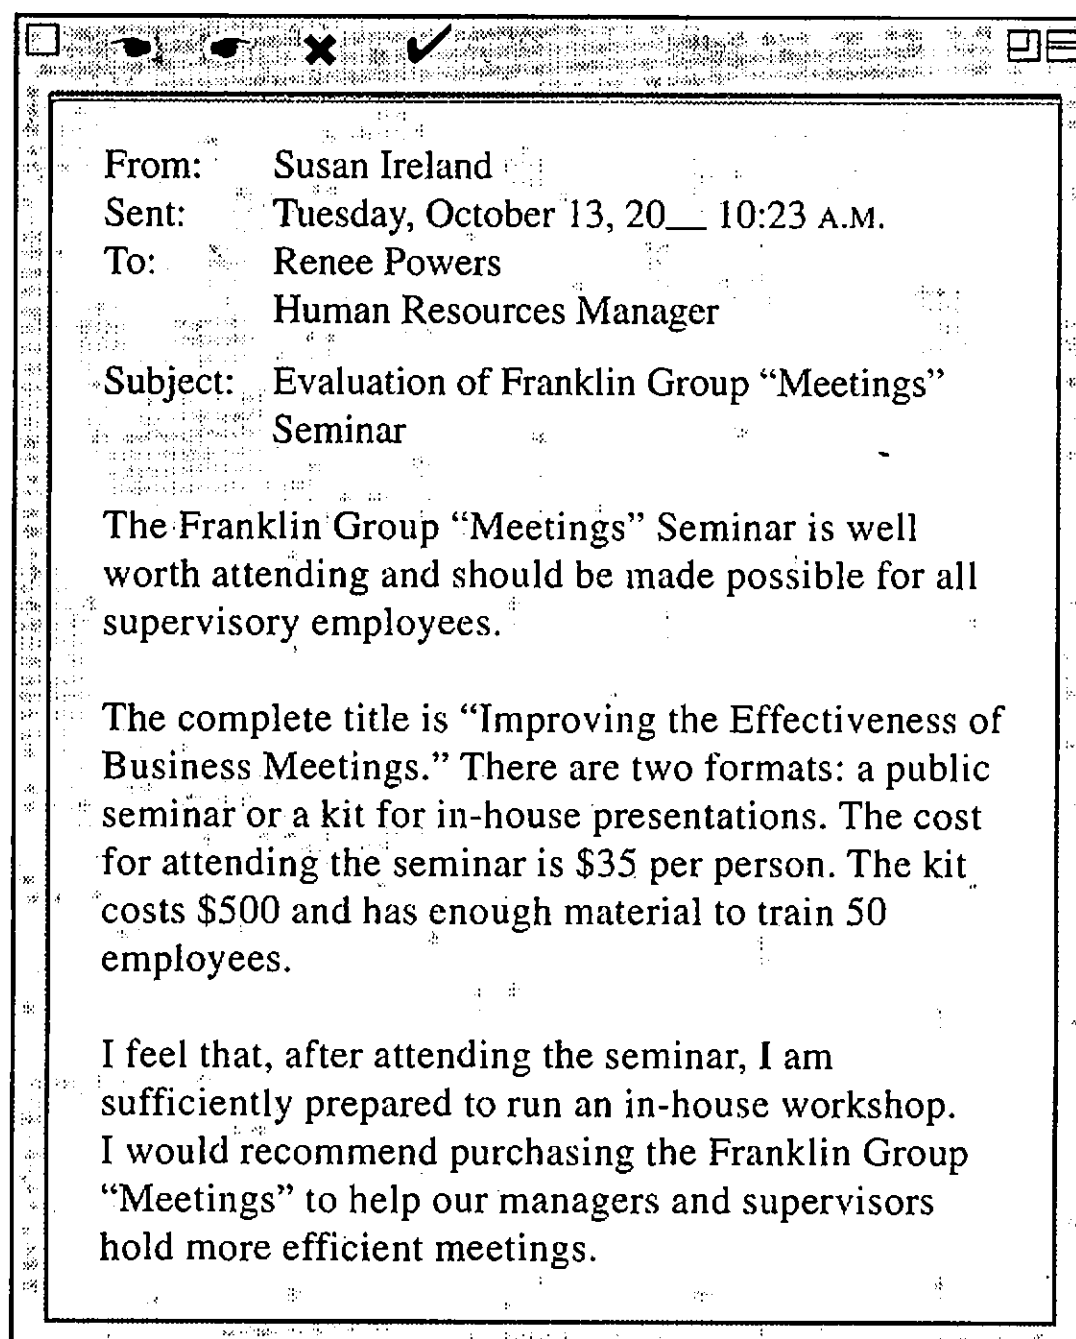 From: Susan Ireland
Sent: Tuesday, October 13, 20__ 10:23 A.M.
To: Renee Powers
Human Resources Manager
Subject: Evaluation of Franklin Group “Meetings”
Seminar
The Franklin Group “Meetings” Seminar is well
worth attending and should be made possible for all
supervisory employees.
The complete title is “Improving the Effectiveness of
Business Meetings.” There are two formats: a public
seminar or a kit for in-house presentations. The cost
for attending the seminar is $35 per person. The kit
costs $500 and has enough material to train 50
employees.
I feel that, after attending the seminar, I am
sufficiently prepared to run an in-house workshop.
I would recommend purchasing the Franklin Group
“Meetings” to help our managers and supervisors
hold more efficient meetings.